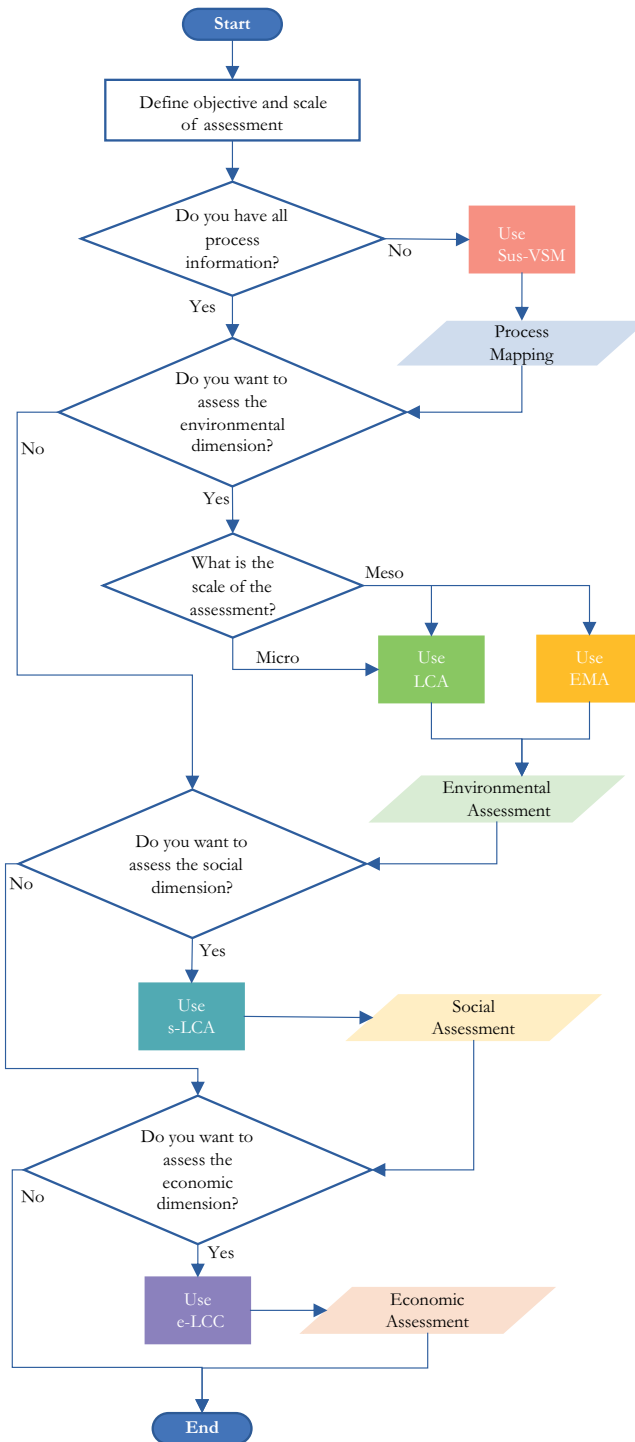 Start
Define objective and scale
of assessment
Do you have all
process
information?
No
Use
Sus-VSM
Yes
Process
Mapping
Do you want to
assess the
environmental
dimension?
No
Yes
What is the
scale of the
assessment?
Meso
Micro
Use
LCA
Use
EMA
Environmental
Assessment
Do you want to
assess the social
dimension?
No
Yes
Use
s-LCA
Social
Assessment
Do you want to
assess the
economic
dimension?
No
Yes
Use
e-LCC
Economic
Assessment
End